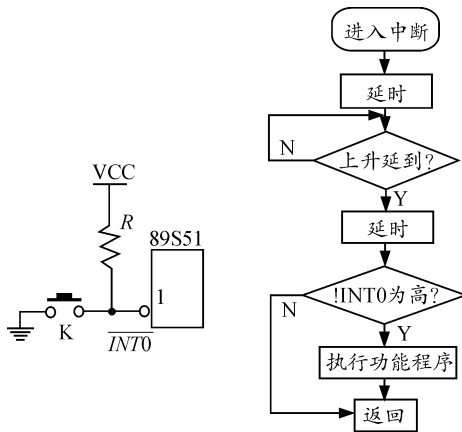 VCC
R
89S51
1
K
INT0
进入中断
延时
上升延到?
N
Y
延时
!INT0为高?
N
Y
执行功能程序
返回